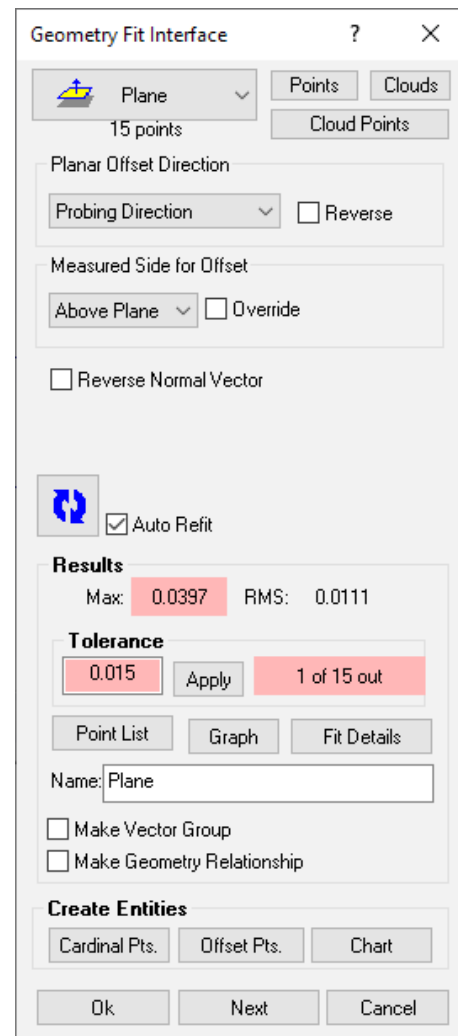 Geometry Fit Interface ?
Plane Points Clouds
15 points Cloud Points
Planar Offset Direction
Probing Direction Reverse
Measured Side for Offset
Above Plane Override
Reverse Normal Vector
Auto Refit
Results
Max: 0.0397 RMS: 0.0111
Tolerance
0.015 Apply 1 of 15 out
Point List Graph Fit Details
Name: Plane
Make Vector Group
Make Geometry Relationship
Create Entities
Cardinal Pts. Offset Pts. Chart
Ok Next Cancel